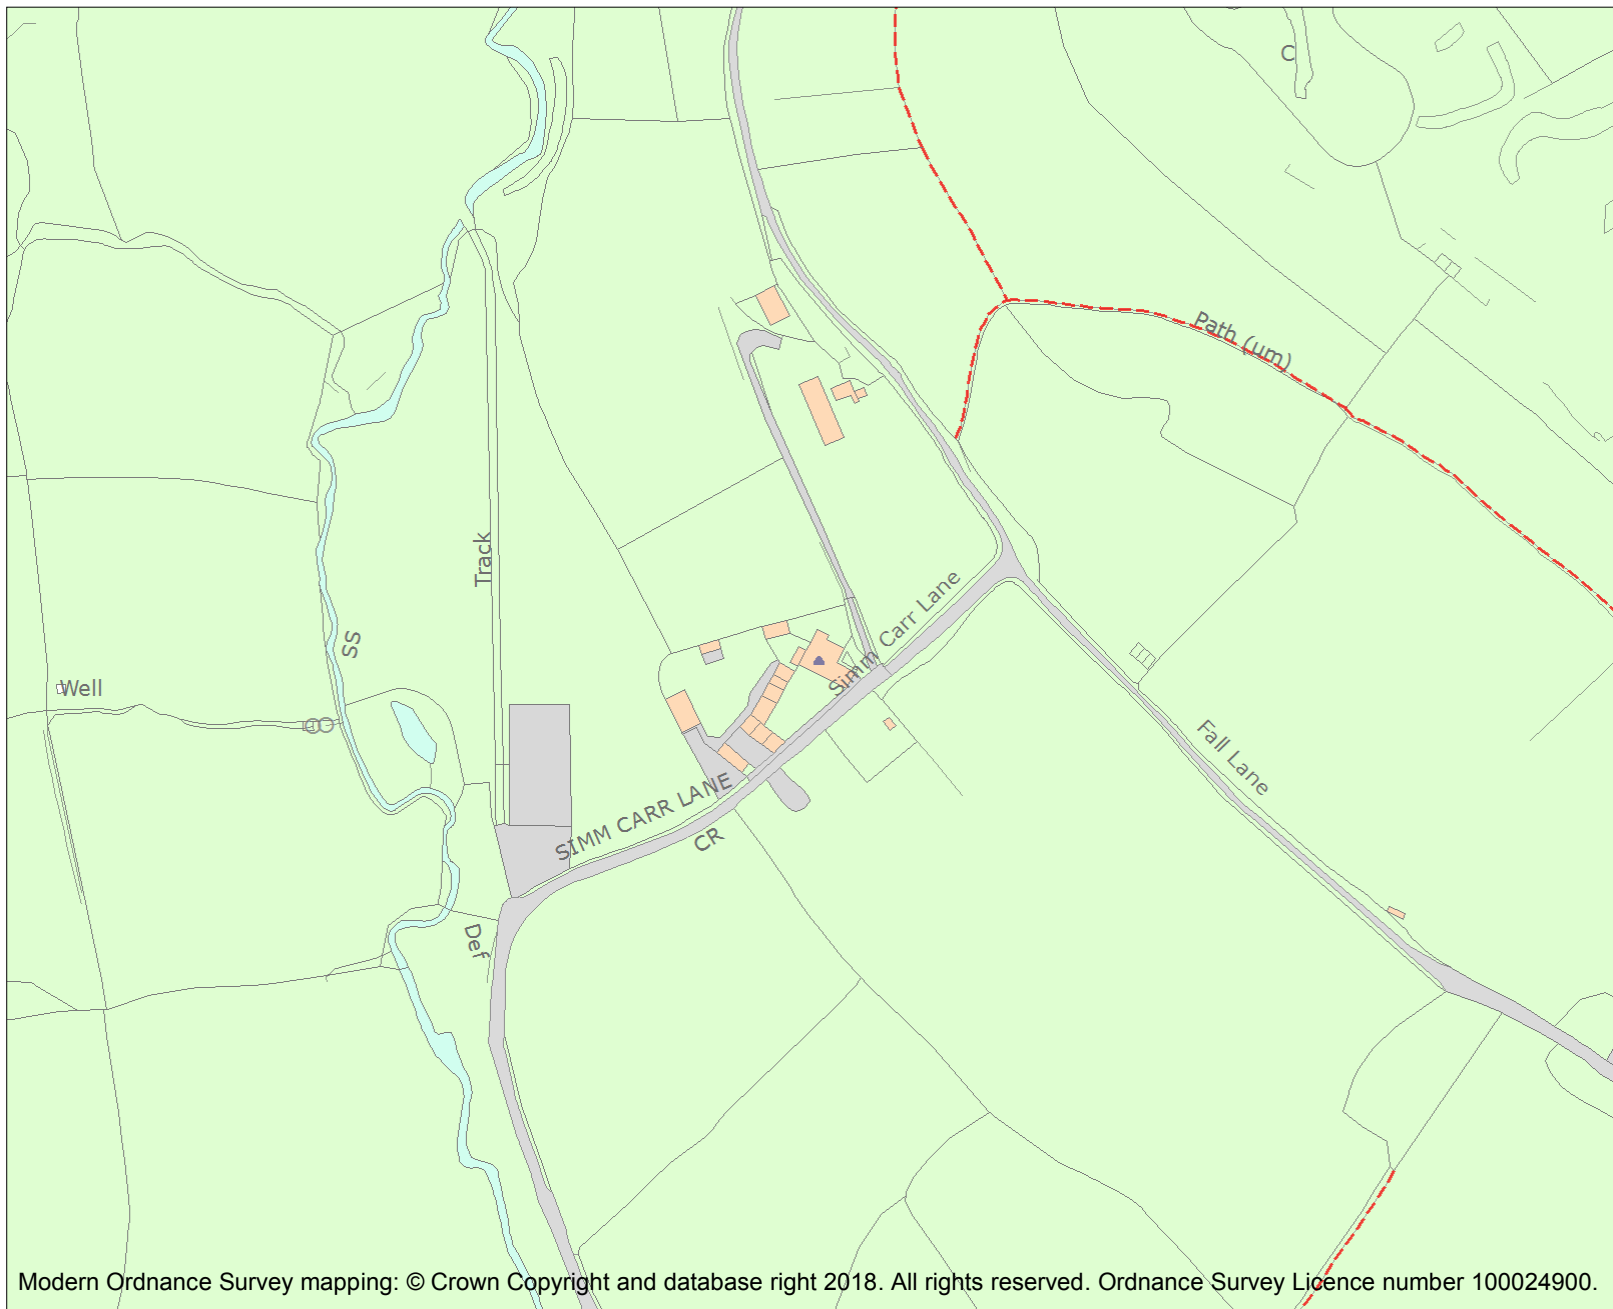 C
Path (um)
Track
Simm Carr Lane
SS
Well
Fall Lane
SIMM CARR LANE
CR
Def
Modern Ordnance Survey mapping: © Crown Copyright and database right 2018. All rights reserved. Ordnance Survey Licence number 100024900.